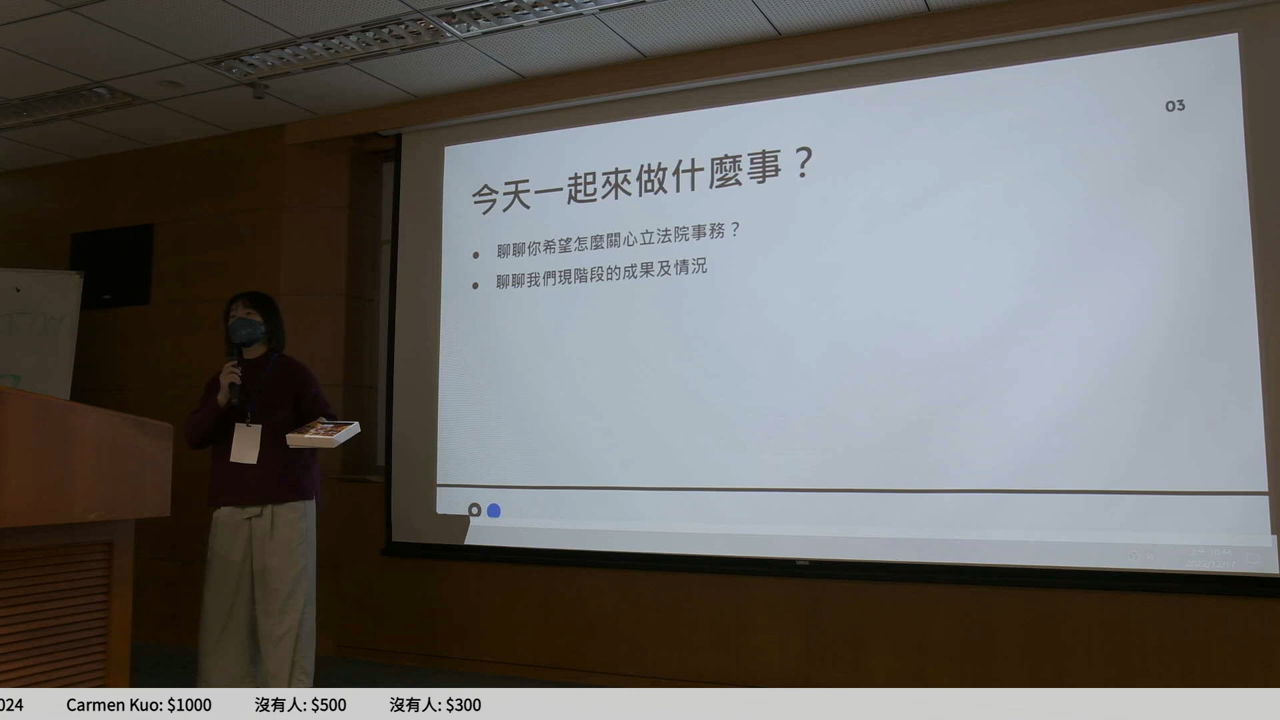 03
今天一起來做什麼事？
聊聊你希望怎麼關心立法院事務？
聊聊我們現階段的成果及情況
024 Carmen Kuo: $1000 沒有人: $500 沒有人: $300